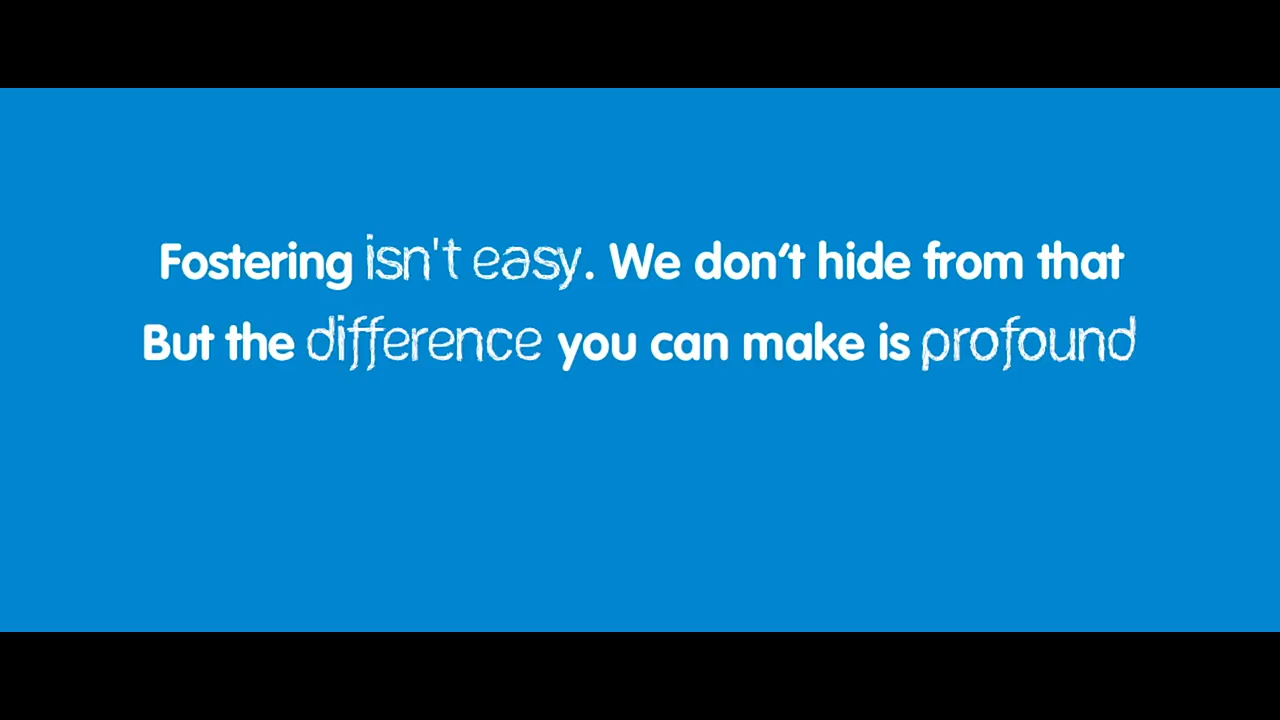 Fostering isn't easy. We don't hide from that
But the difference you can make is profound